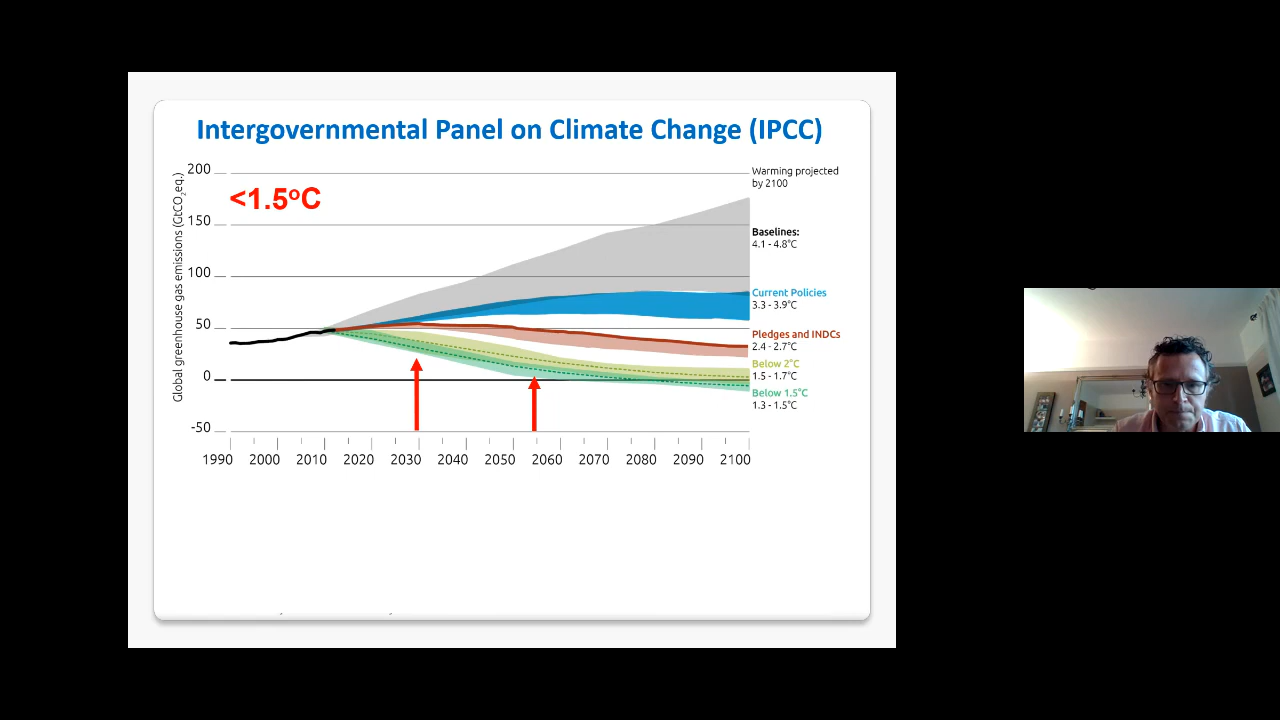 Intergovernmental Panel on Climate Change (IPCC)
Global greenhouse gas emissions (GtCO2eq.)
<1.5°C
200
150
100
50
0
-50
1990 2000 2010 2020 2030 2040 2050 2060 2070 2080 2090 2100
Warming projected
by 2100
Baselines:
4.1 - 4.8°C
Current Policies
3.3 - 3.9°C
Pledges and INDCs
2.4 - 2.7°C
Below 2°C
1.5 - 1.7°C
Below 1.5°C
1.3 - 1.5°C